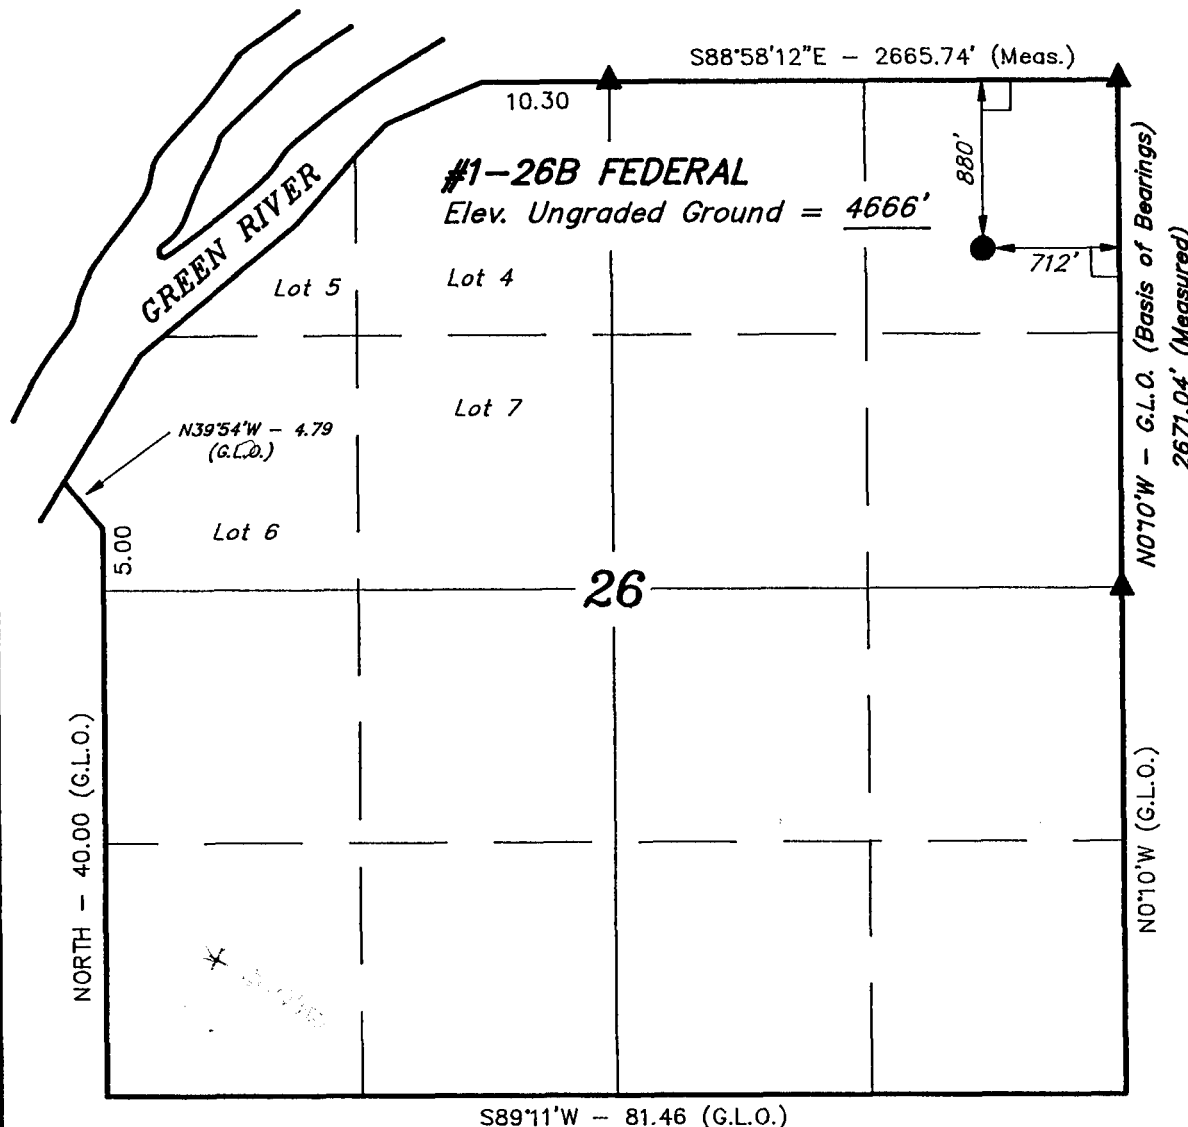 S88°58'12"E - 2665.74' (Meas.)
10.30
880'
#1-26B FEDERAL
Elev. Ungraded Ground = 4666'
712'
GREEN RIVER
Lot 5
Lot 4
N0°10'W - G.L.O. (Basis of Bearings)
2671.04' (Measured)
Lot 7
N39°54'W - 4.79
(G.L.O.)
Lot 6
5.00
26
NORTH - 40.00 (G.L.O.)
N0°10'W (G.L.O.)
S89°11'W - 81.46 (G.L.O.)